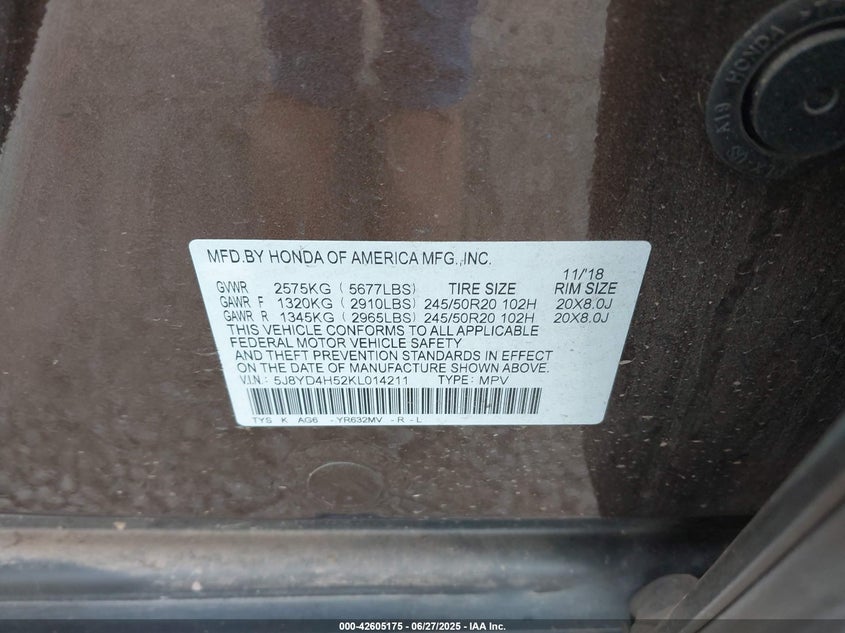 HONDA
MFD.BY HONDA OF AMERICA MFG.,INC.
11/'18
GVWR 2575KG (5677LBS) TIRE SIZE RIM SIZE
GAWR F 1320KG (2910LBS) 245/50R20 102H 20X8.0J
GAWR R 1345KG (2965LBS) 245/50R20 102H 20X8.0J
THIS VEHICLE CONFORMS TO ALL APPLICABLE
FEDERAL MOTOR VEHICLE SAFETY
AND THEFT PREVENTION STANDARDS IN EFFECT
ON THE DATE OF MANUFACTURE SHOWN ABOVE.
V.I.N.: 5J8YD4H52KL014211 TYPE: MPV
TYS K AG6 -YR632MV -R -L
000-42605175 - 06/27/2025 - IAA Inc.